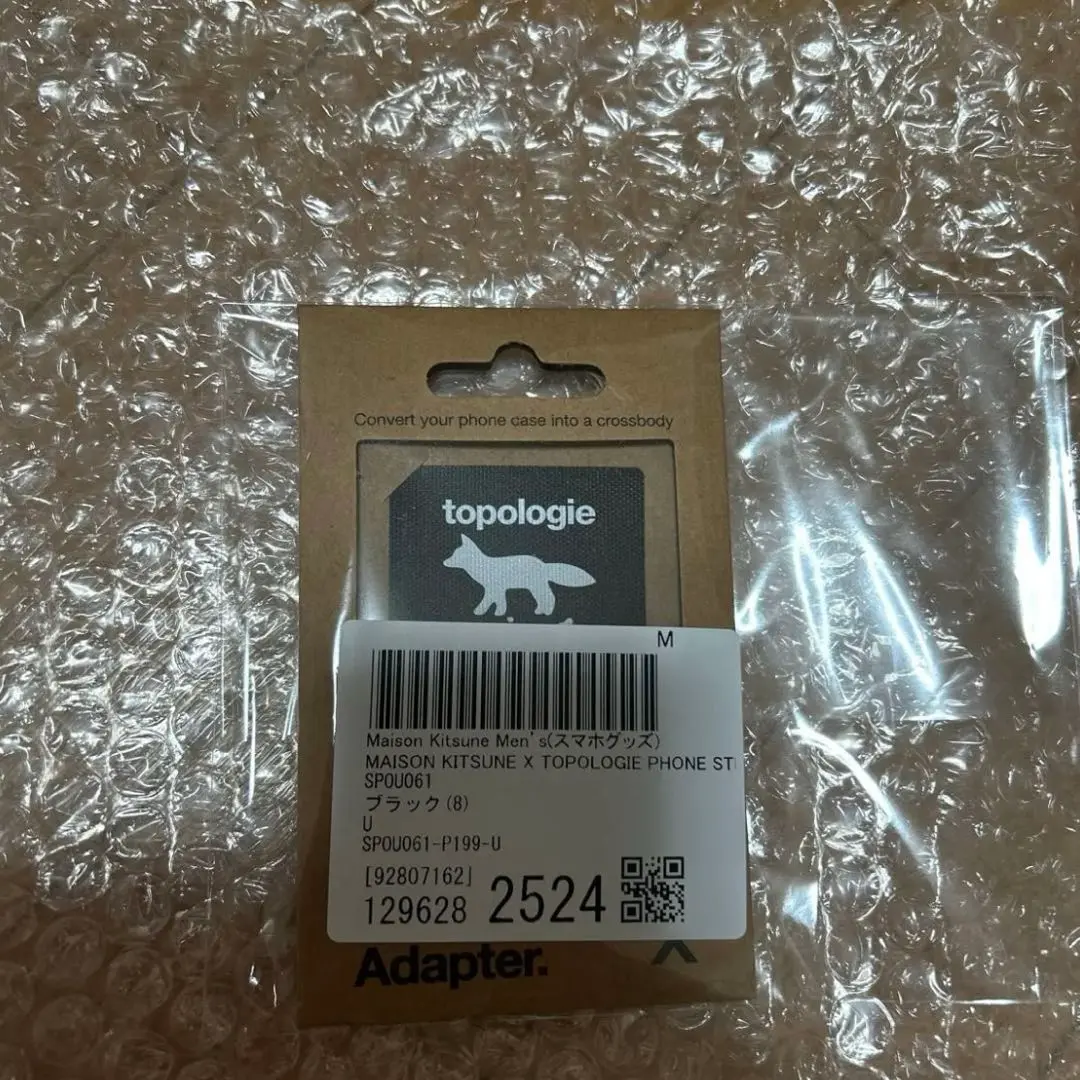 Convert your phone case into a crossbody
topologie
M
Maison Kitsune Men's(スマホグッズ)
MAISON KITSUNE X TOPOLOGIE PHONE ST
SPOU061
ブラック(8)
U
SPOU061-P199-U
[92807162]
129628 2524
Adapter.